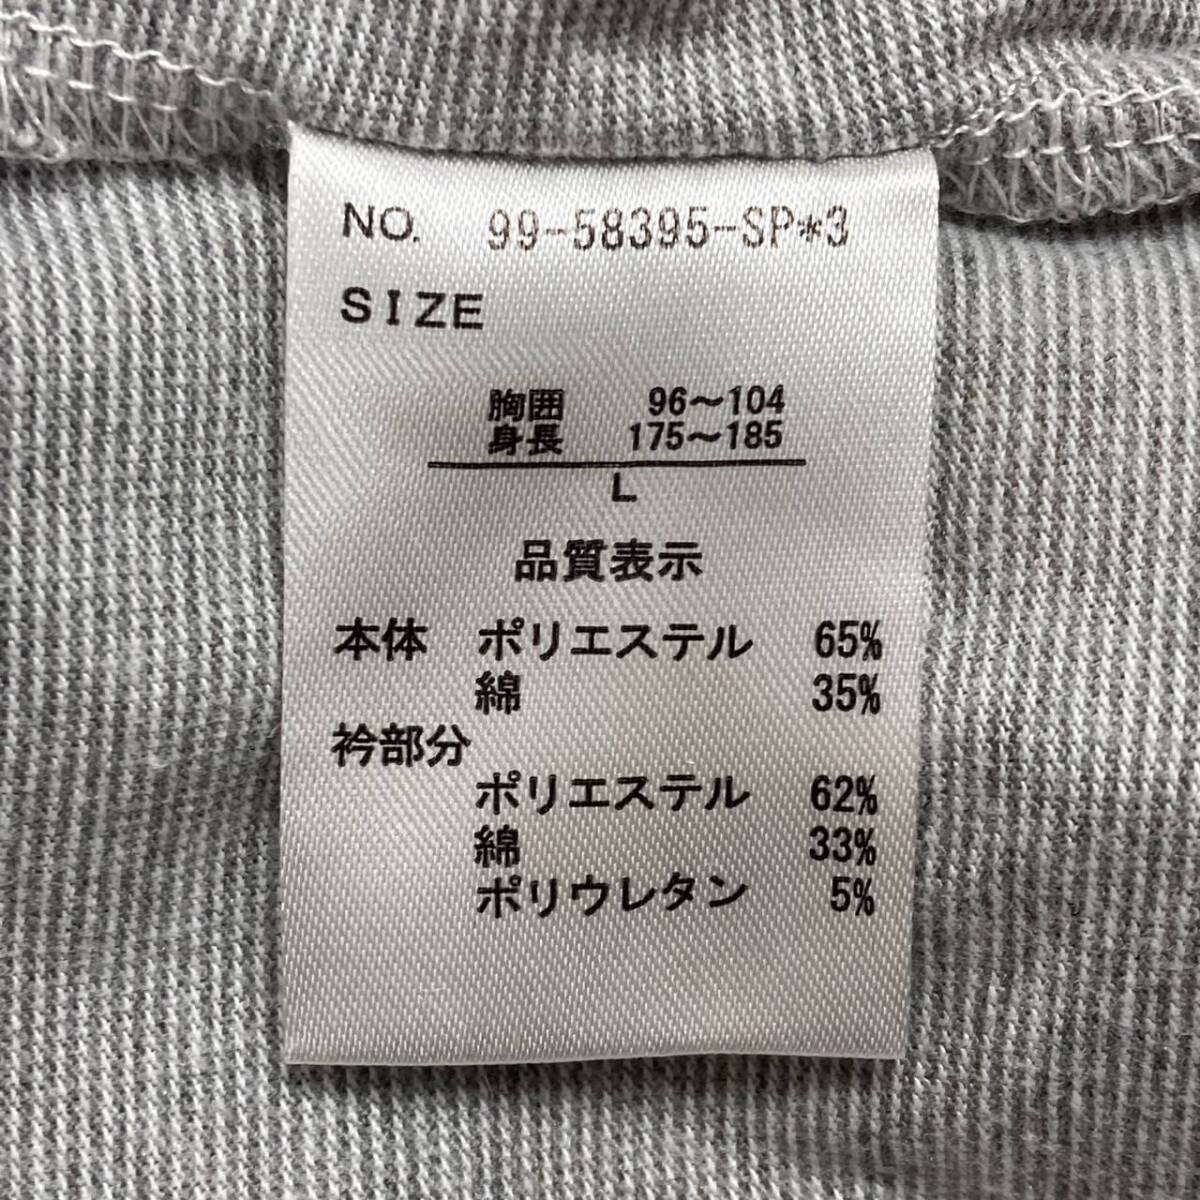 NO. 99-58395-SP*3
SIZE
胸囲 96～104
身長 175～185
L
品質表示
本体 ポリエステル 65%
綿 35%
衿部分
ポリエステル 62%
綿 33%
ポリウレタン 5%